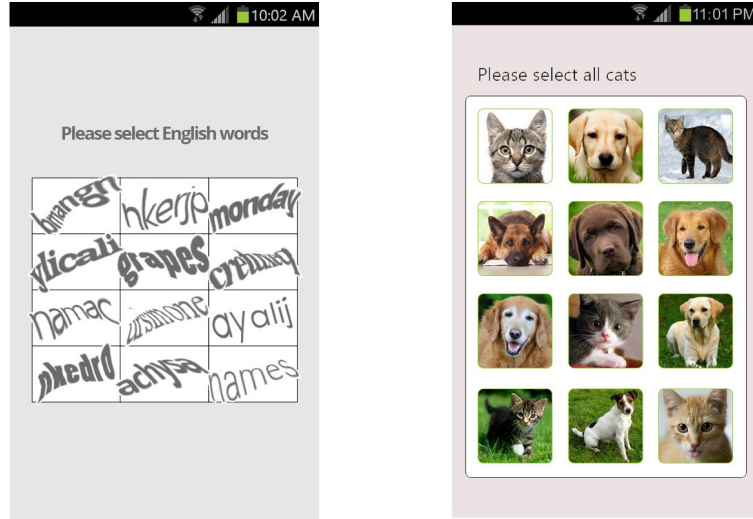 10:02 AM
Please select English words
bmangn hkerjp monday
ylicali grapes
namac ayalij
achysa names
11:01 PM
Please select all cats